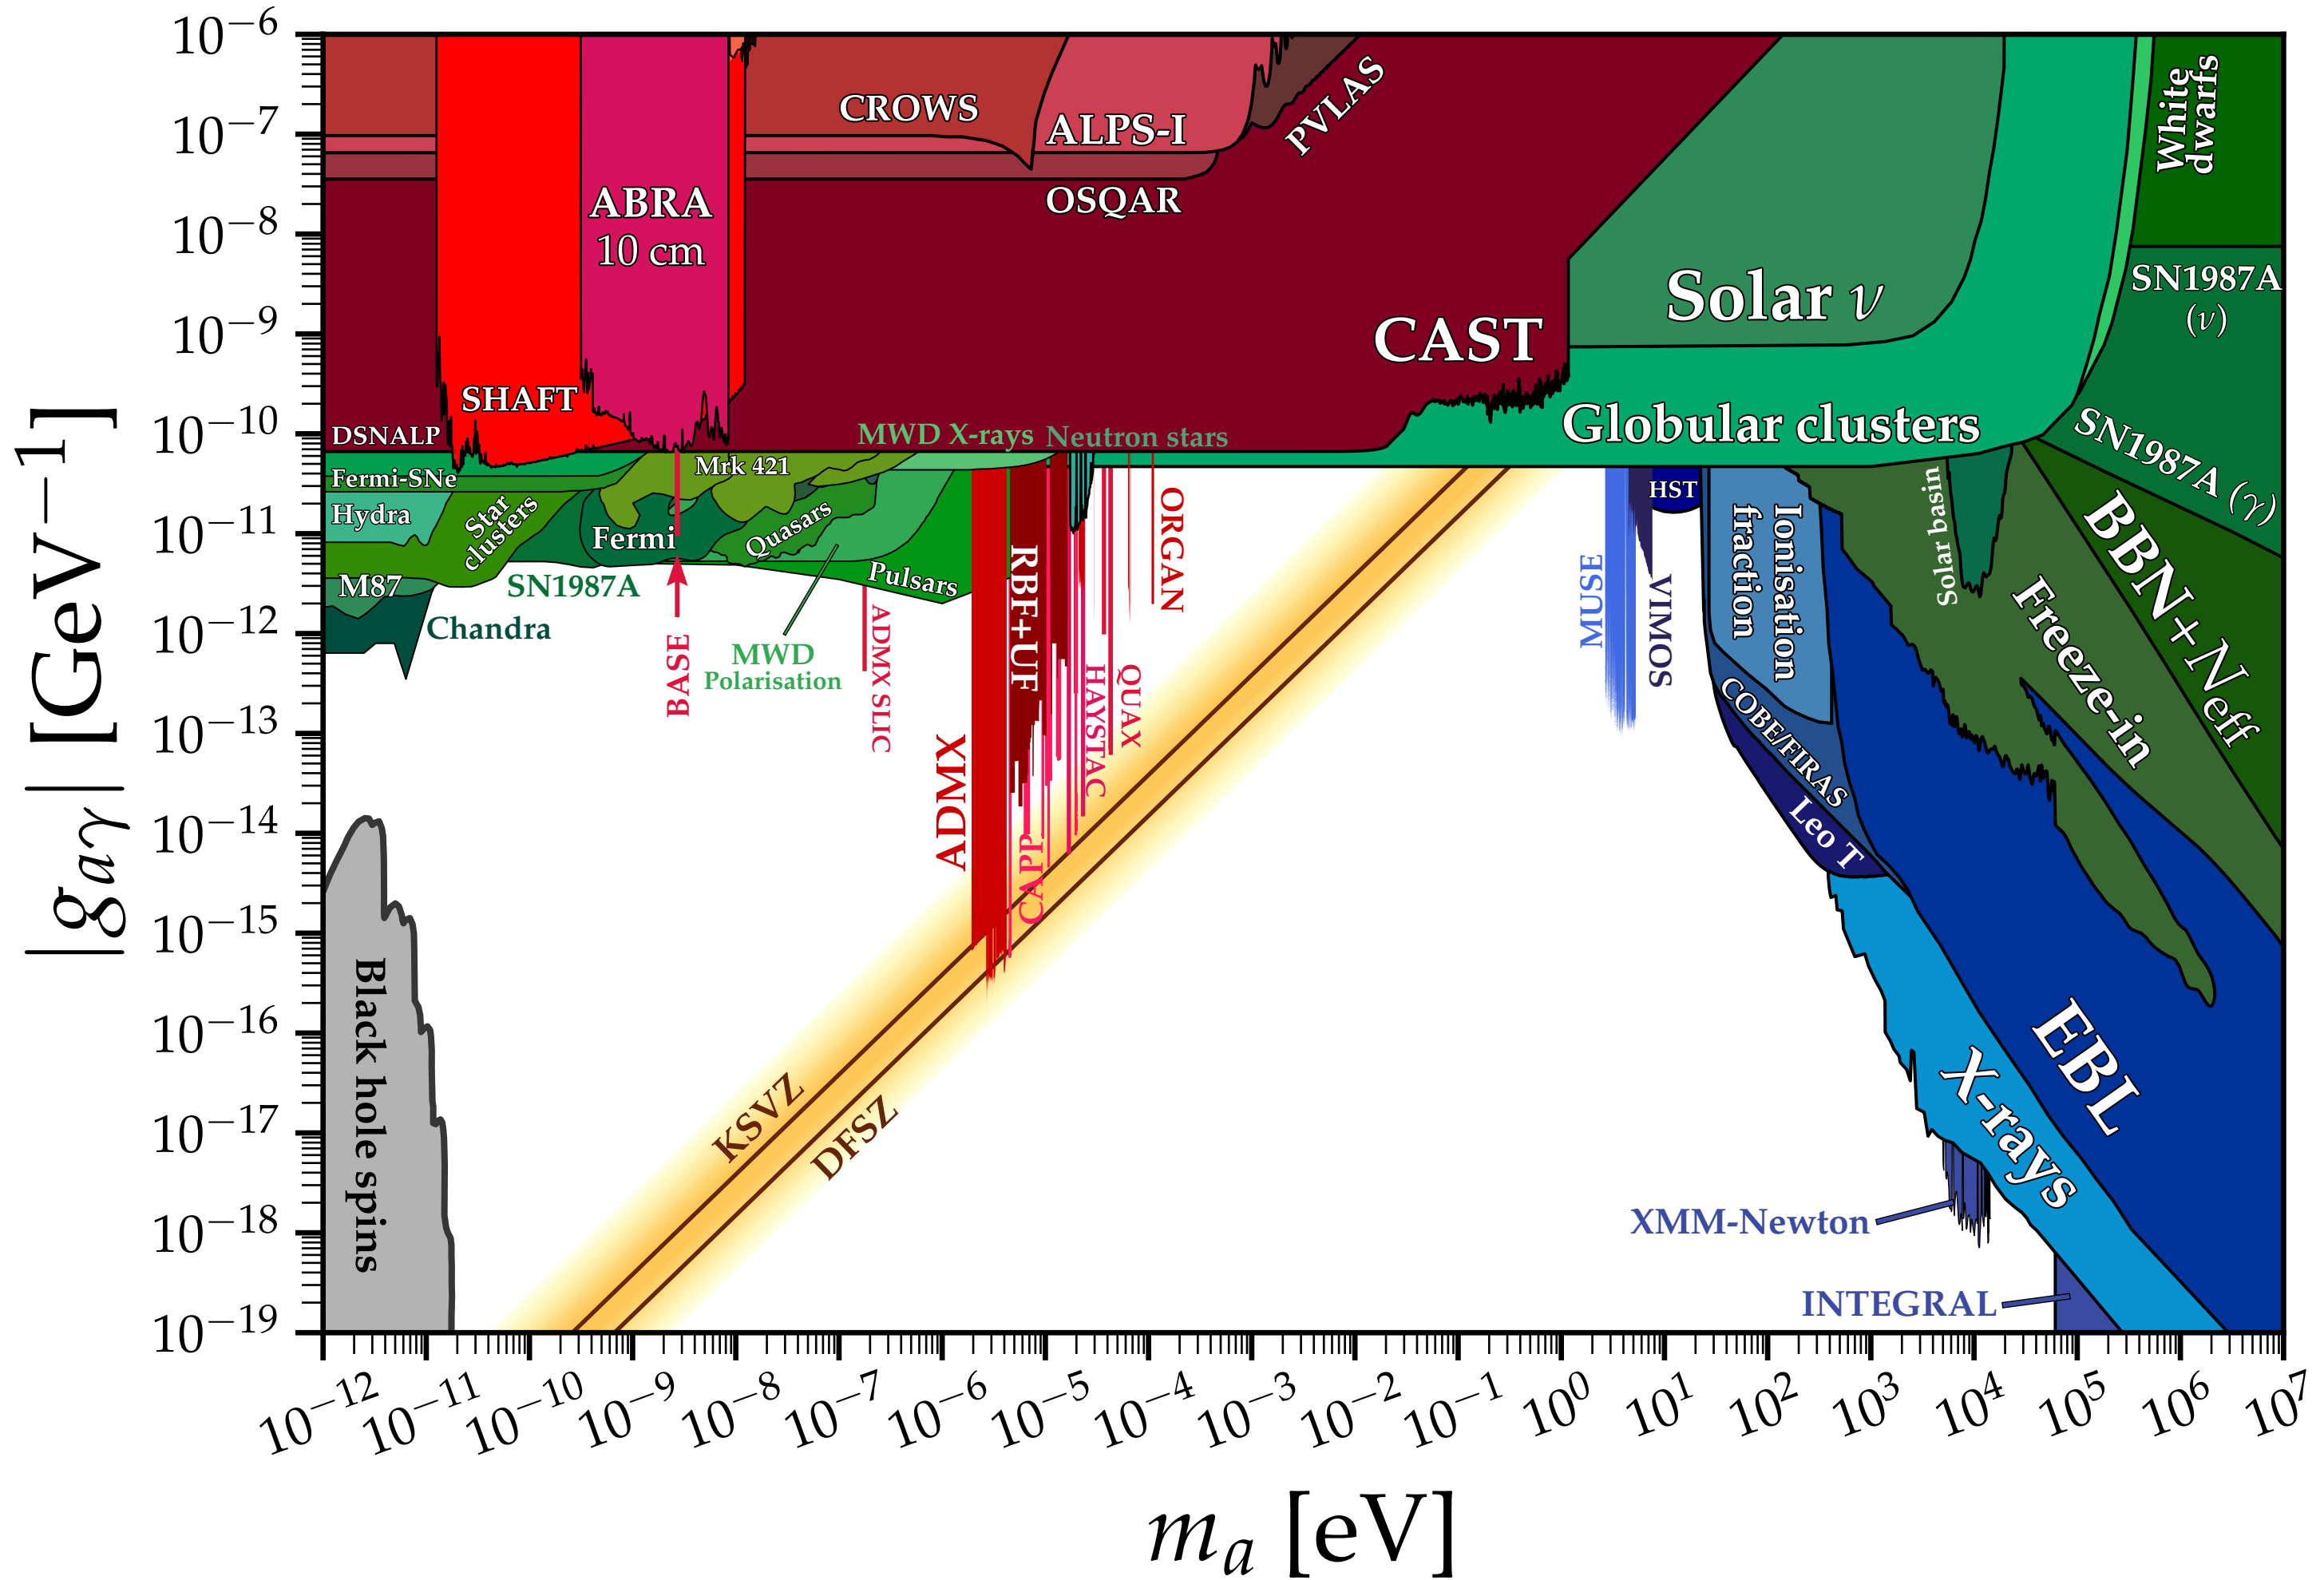 |g_{aγ}| [GeV^{−1}]
10^{−6}
10^{−7}
10^{−8}
10^{−9}
10^{−10}
10^{−11}
10^{−12}
10^{−13}
10^{−14}
10^{−15}
10^{−16}
10^{−17}
10^{−18}
10^{−19}
CROWS
ALPS-I
PVLAS
OSQAR
ABRA
10 cm
SHAFT
CAST
Solar ν
Globular clusters
White
dwarfs
SN1987A
(ν)
SN1987A (γ)
DSNALP
Fermi-SNe
Hydra
M87
Star
clusters
Chandra
SN1987A
Fermi
Mrk 421
MWD X-rays
Neutron stars
Quasars
Pulsars
MWD
Polarisation
BASE
ADMX SLIC
ADMX
RBF+UF
CAPP
HAYSTAC
QUAX
ORGAN
MUSE
VIMOS
HST
Ionisation
fraction
COBE/FIRAS
Leo T
Solar basin
Freeze-in
BBN+N_{eff}
EBL
X-rays
XMM-Newton
INTEGRAL
Black hole spins
KSVZ
DFSZ
10^{−12}
10^{−11}
10^{−10}
10^{−9}
10^{−8}
10^{−7}
10^{−6}
10^{−5}
10^{−4}
10^{−3}
10^{−2}
10^{−1}
10^{0}
10^{1}
10^{2}
10^{3}
10^{4}
10^{5}
10^{6}
10^{7}
m_a [eV]